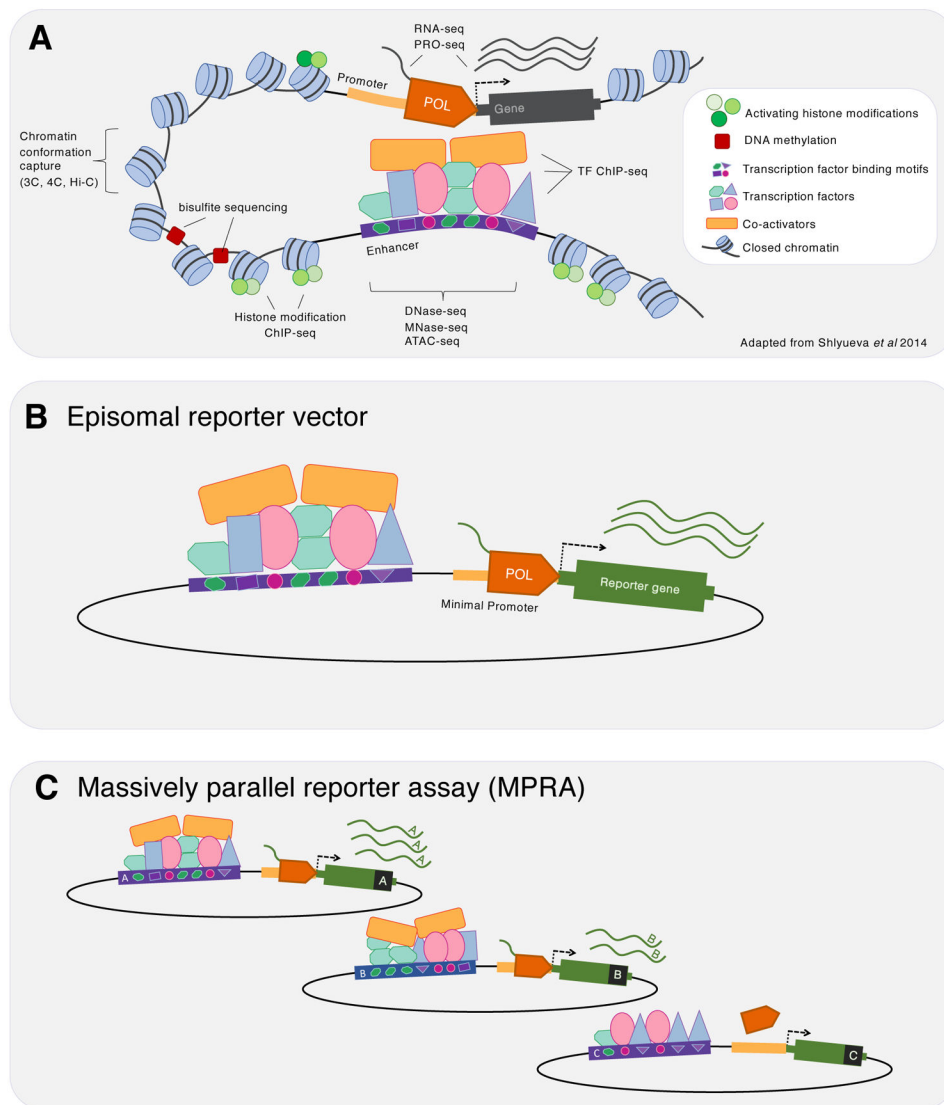 A
RNA-seq
PRO-seq
Promoter
POL
Gene
Chromatin
conformation
capture
(3C, 4C, Hi-C)
bisulfite sequencing
TF ChIP-seq
Enhancer
Histone modification
ChIP-seq
DNase-seq
MNase-seq
ATAC-seq
Activating histone modifications
DNA methylation
Transcription factor binding motifs
Transcription factors
Co-activators
Closed chromatin
Adapted from Shlyueva et al 2014
B Episomal reporter vector
POL
Reporter gene
Minimal Promoter
C Massively parallel reporter assay (MPRA)
A
A
A
A
A
B
B
B
B
C
C